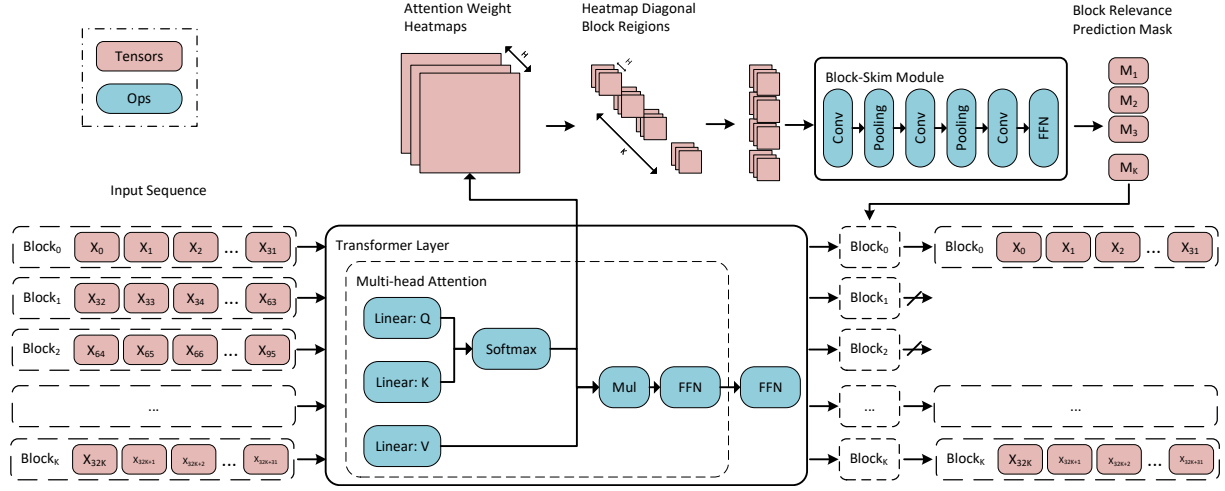 Tensors
Ops
Attention Weight
Heatmaps
H
Heatmap Diagonal
Block Reigions
H
K
Block-Skim Module
Conv
Pooling
Conv
Pooling
Conv
FFN
Block Relevance
Prediction Mask
M1
M2
M3
MK
Input Sequence
Block0 X0 X1 X2 ... X31
Block1 X32 X33 X34 ... X63
Block2 X64 X65 X66 ... X95
...
BlockK X32K X32K+1 X32K+2 ... X32K+31
Transformer Layer
Multi-head Attention
Linear: Q
Linear: K
Linear: V
Softmax
Mul
FFN
FFN
Block0
Block1
Block2
...
BlockK
Block0 X0 X1 X2 ... X31
...
BlockK X32K X32K+1 X32K+2 ... X32K+31